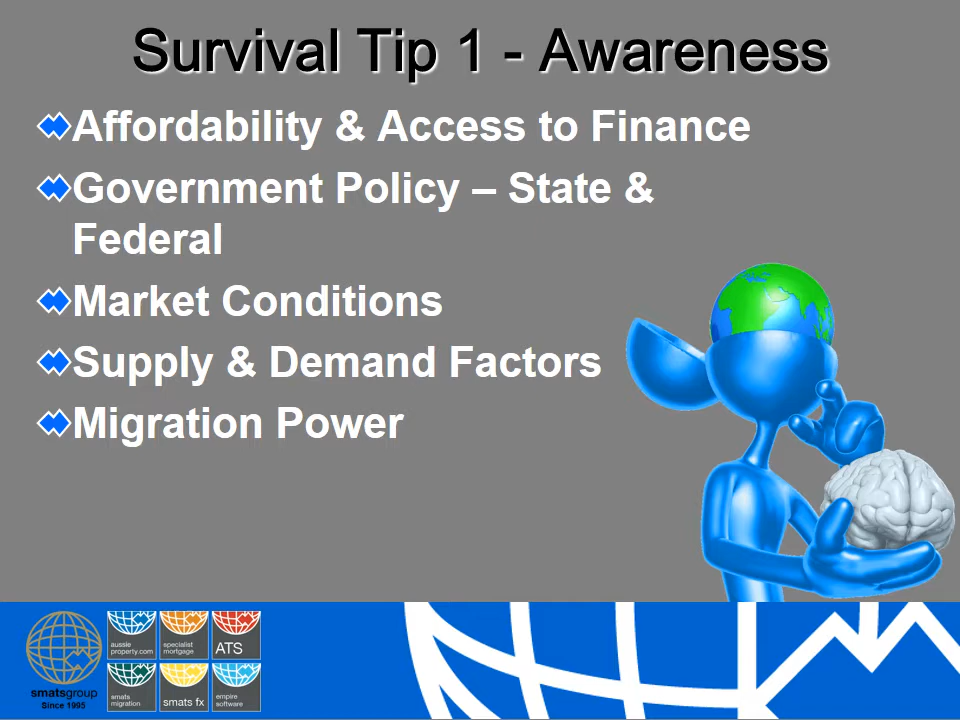 Survival Tip 1 - Awareness
Affordability & Access to Finance
Government Policy – State &
Federal
Market Conditions
Supply & Demand Factors
Migration Power
smatsgroup
Since 1995
aussie
property.com
specialist
mortgage
ATS
smats
migration
smats fx
empire
software